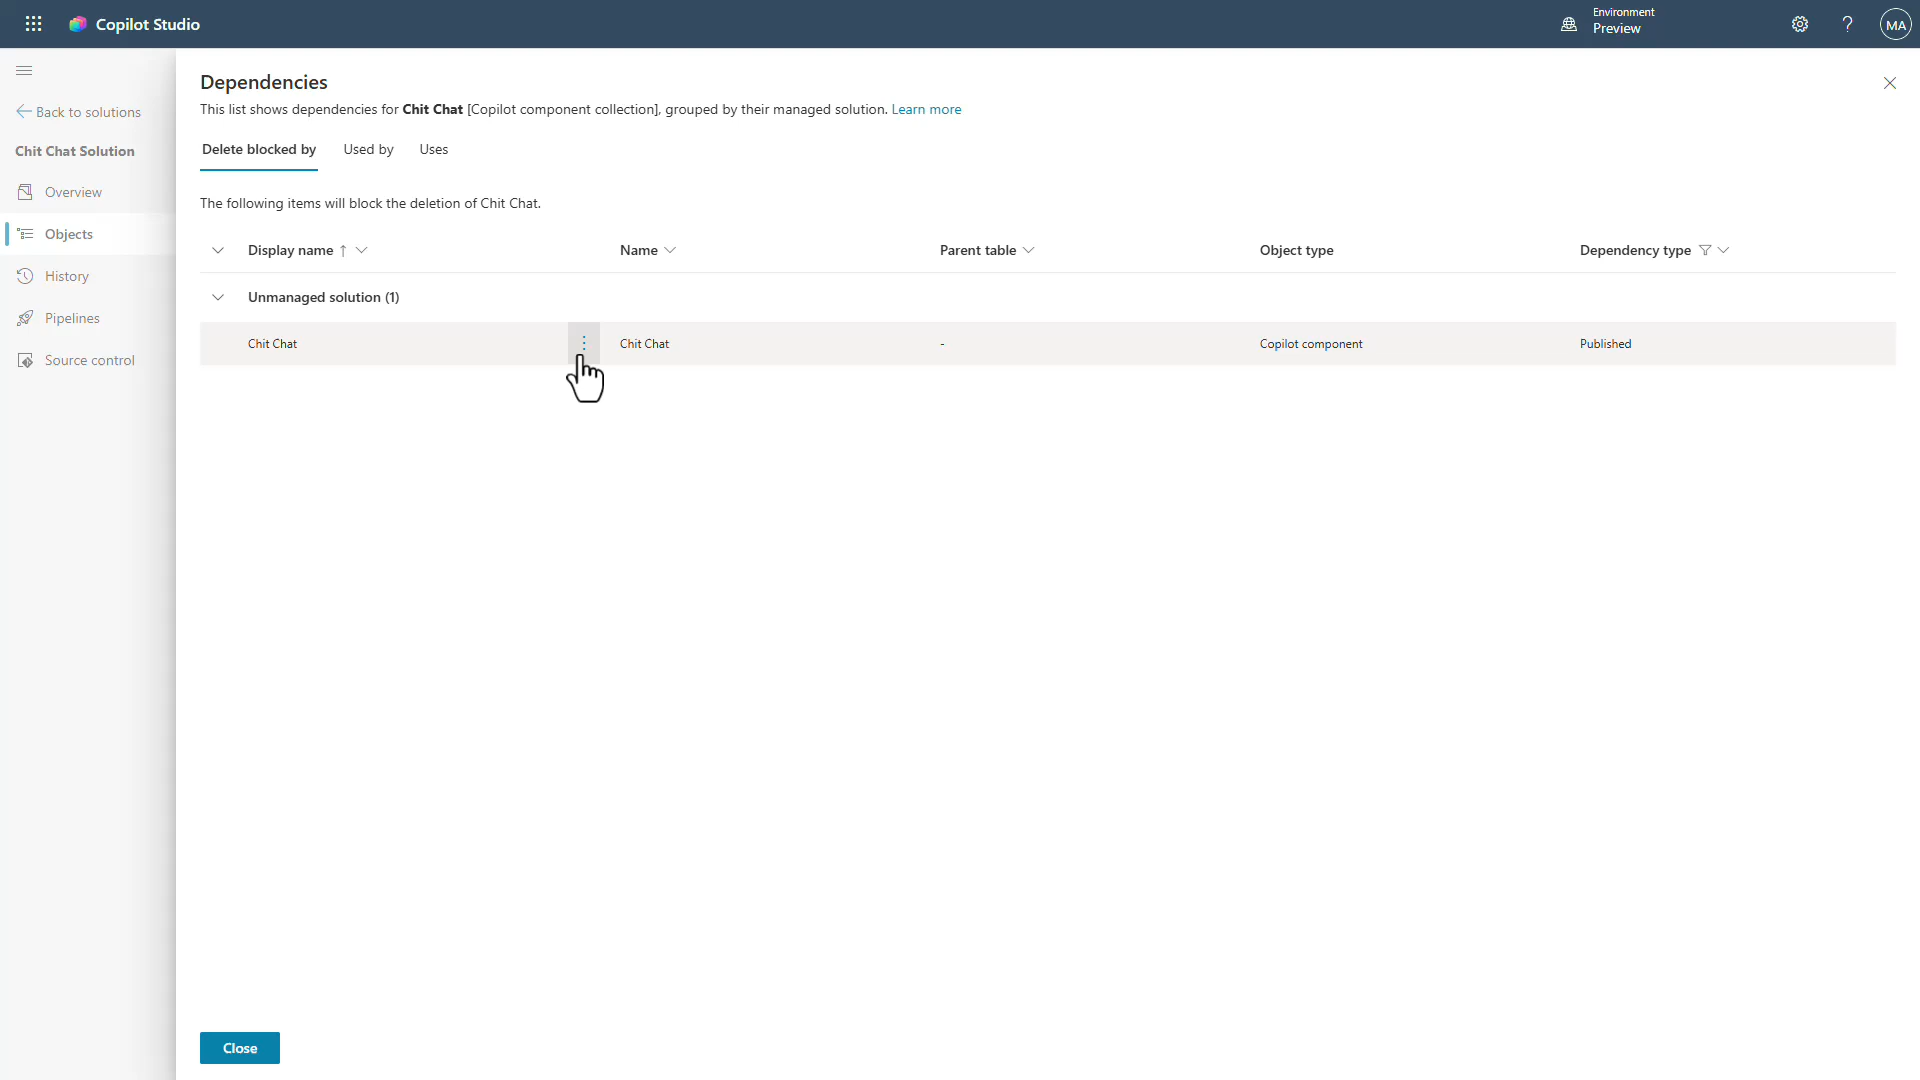 Copilot Studio
Environment
Preview
?
MA
Back to solutions
Chit Chat Solution
Overview
Objects
History
Pipelines
Source control
Dependencies
This list shows dependencies for Chit Chat [Copilot component collection], grouped by their managed solution. Learn more
Delete blocked by Used by Uses
The following items will block the deletion of Chit Chat.
Display name ↑ Name Parent table Object type Dependency type
Unmanaged solution (1)
Chit Chat Chit Chat - Copilot component Published
Close